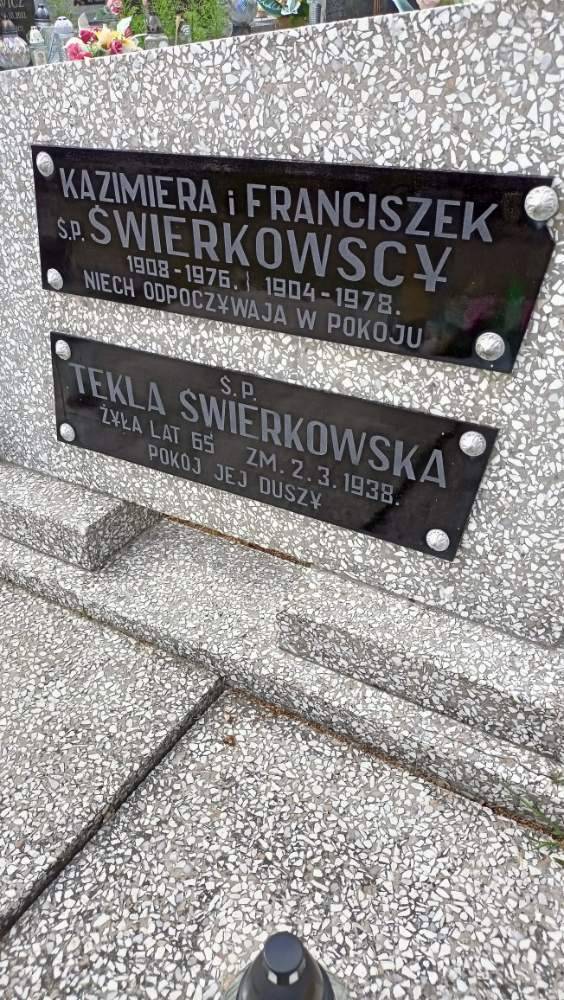 KAZIMIERA i FRANCISZEK
Ś.P. ŚWIERKOWSCY
1908-1976. 1904-1978.
NIECH ODPOCZYWAJA W POKOJU
Ś.P.
TEKLA ŚWIERKOWSKA
ŻYŁA LAT 65 ZM. 2.3.1938.
POKÓJ JEJ DUSZY